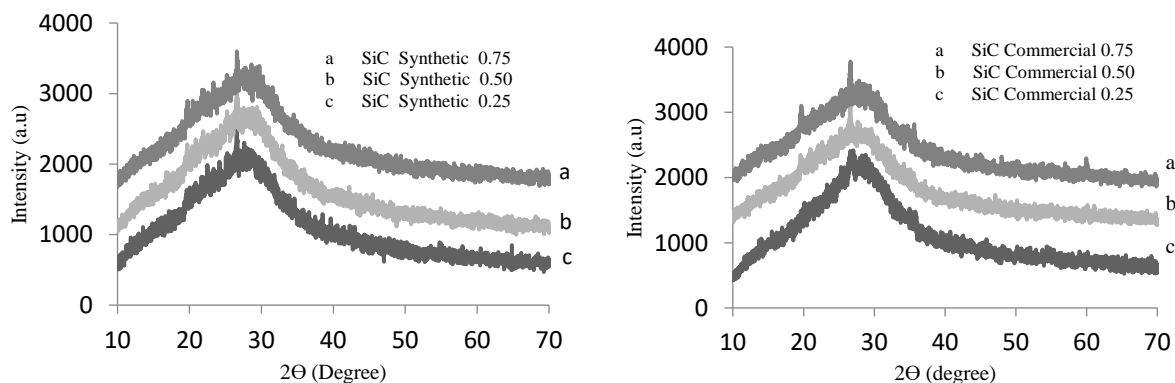 4000
3000
2000
1000
0
Intensity (a.u)
a SiC Synthetic 0.75
b SiC Synthetic 0.50
c SiC Synthetic 0.25
a
b
c
10 20 30 40 50 60 70
2Θ (Degree)
4000
3000
2000
1000
0
Intensity (a.u)
a SiC Commercial 0.75
b SiC Commercial 0.50
c SiC Commercial 0.25
a
b
c
10 20 30 40 50 60 70
2Θ (degree)